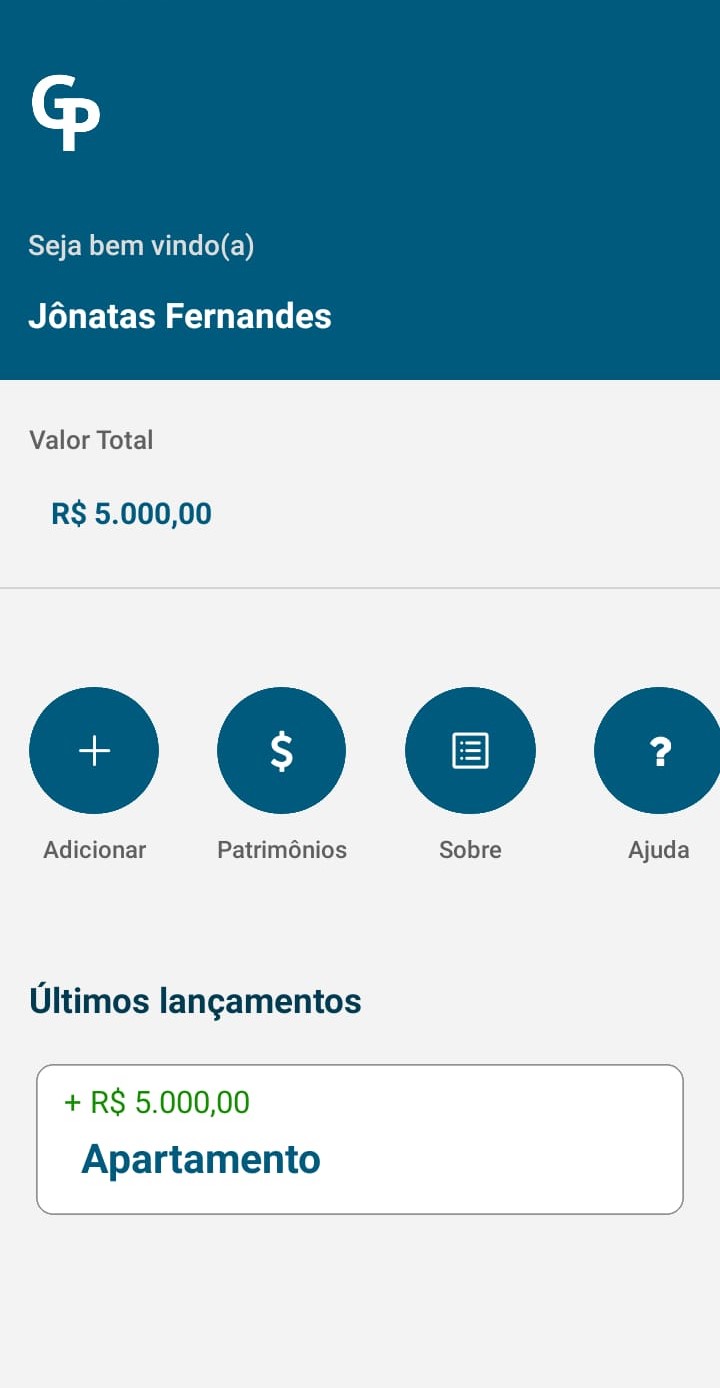 GP
Seja bem vindo(a)
Jônatas Fernandes
Valor Total
R$ 5.000,00
+ $ ?
Adicionar Patrimônios Sobre Ajuda
Últimos lançamentos
+ R$ 5.000,00
Apartamento